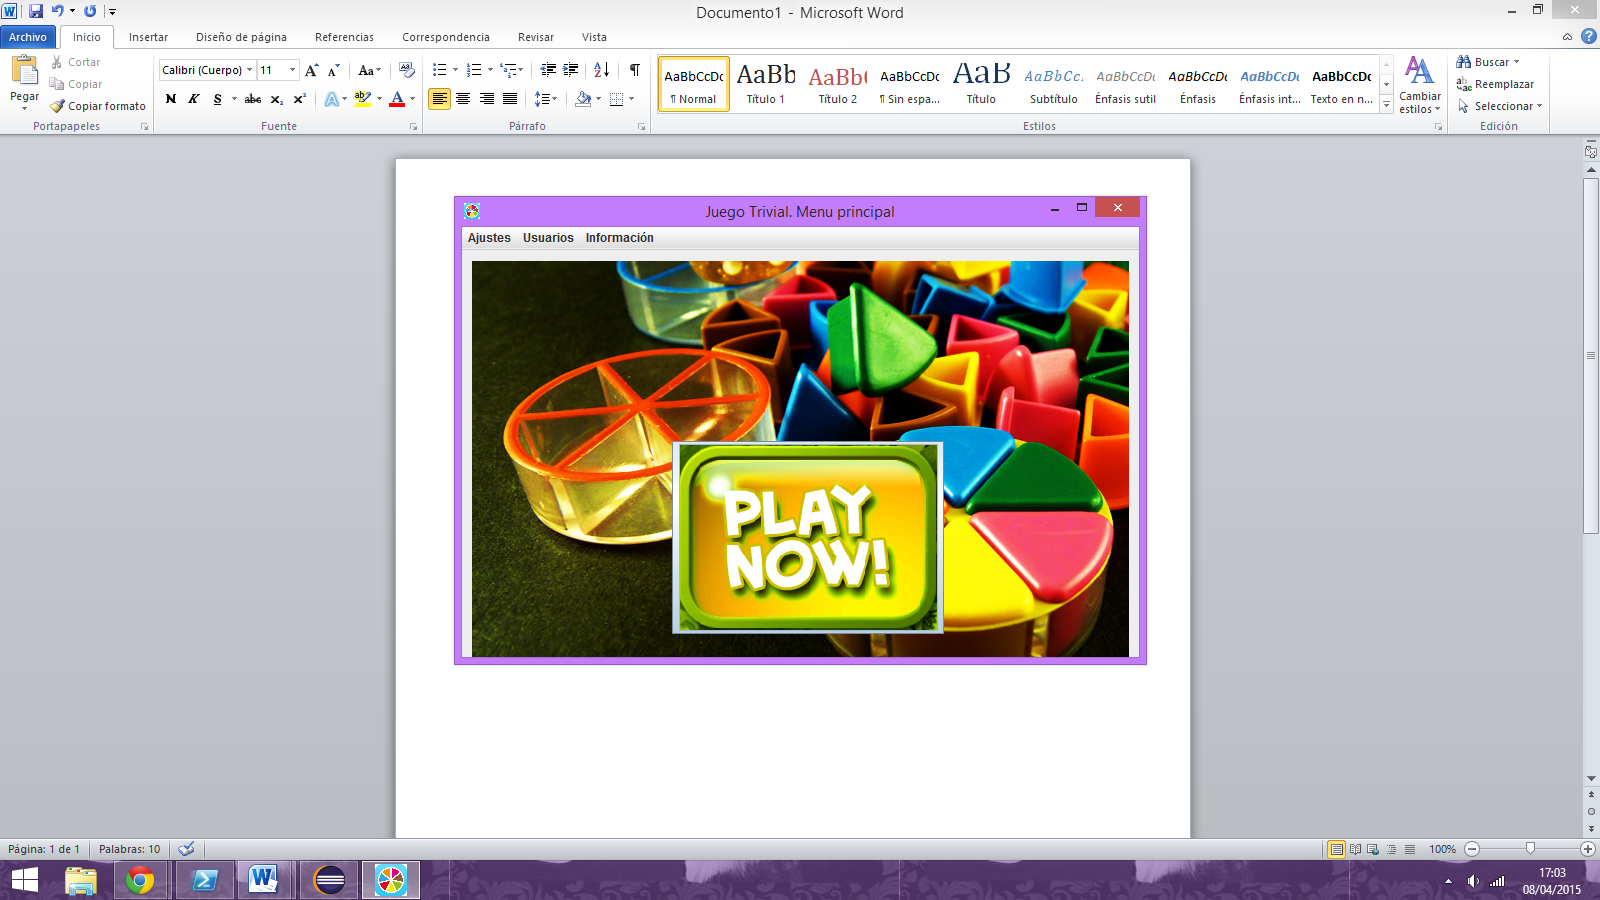 Documento1 - Microsoft Word
Archivo Inicio Insertar Diseño de página Referencias Correspondencia Revisar Vista
Pegar
Cortar
Copiar
Copiar formato
Portapapeles
Calibri (Cuerpo) 11
Fuente
Párrafo
AaBbCcDc AaBb AaBb( AaBbCcDc AaB AaBbCc. AaBbCcDc AaBbCcDc AaBbCcDc AaBbCcDc
¶ Normal Título 1 Título 2 ¶ Sin espa... Título Subtítulo Énfasis sutil Énfasis Énfasis int... Texto en n...
Estilos
Cambiar
estilos
Buscar
Reemplazar
Seleccionar
Edición
Juego Trivial. Menu principal
Ajustes Usuarios Información
PLAY
NOW!
Página: 1 de 1 Palabras: 10
100%
17:03
08/04/2015